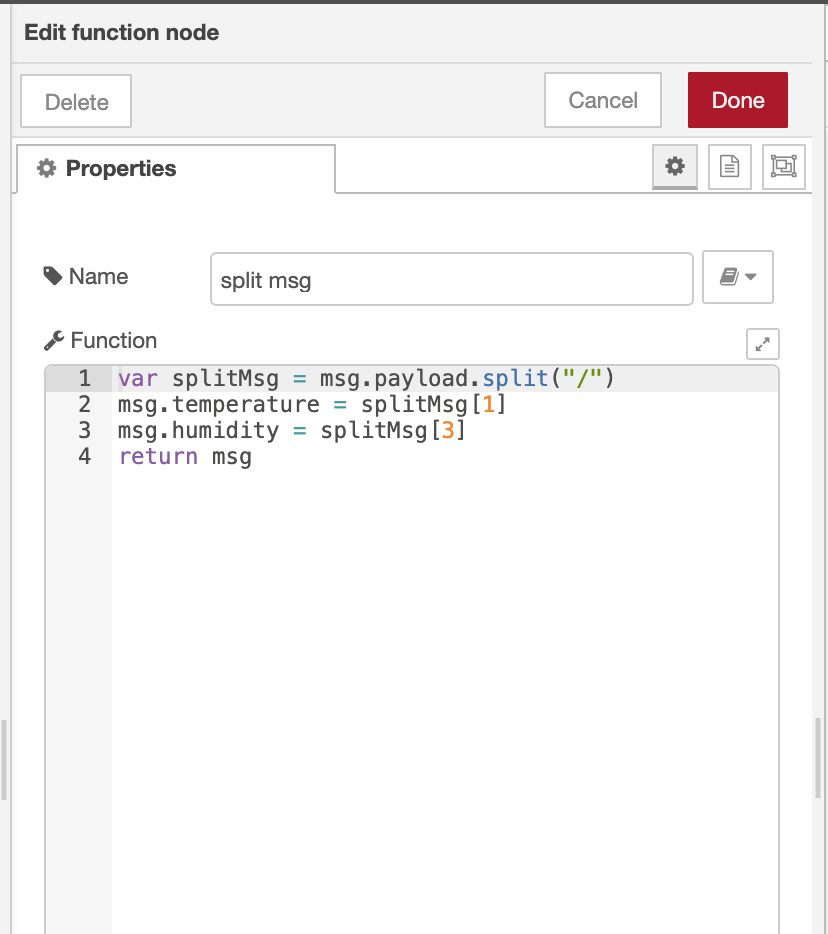 Edit function node
Delete
Cancel
Done
Properties
Name
split msg
Function
1 var splitMsg = msg.payload.split("/")
2 msg.temperature = splitMsg[1]
3 msg.humidity = splitMsg[3]
4 return msg